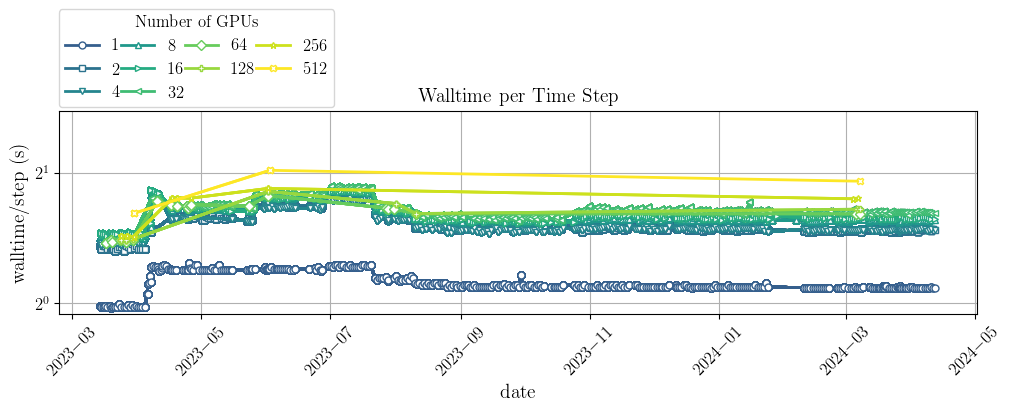 Number of GPUs
1 8 64 256
2 16 128 512
4 32
Walltime per Time Step
walltime/step (s)
2^1
2^0
2023−03 2023−05 2023−07 2023−09 2023−11 2024−01 2024−03 2024−05
date